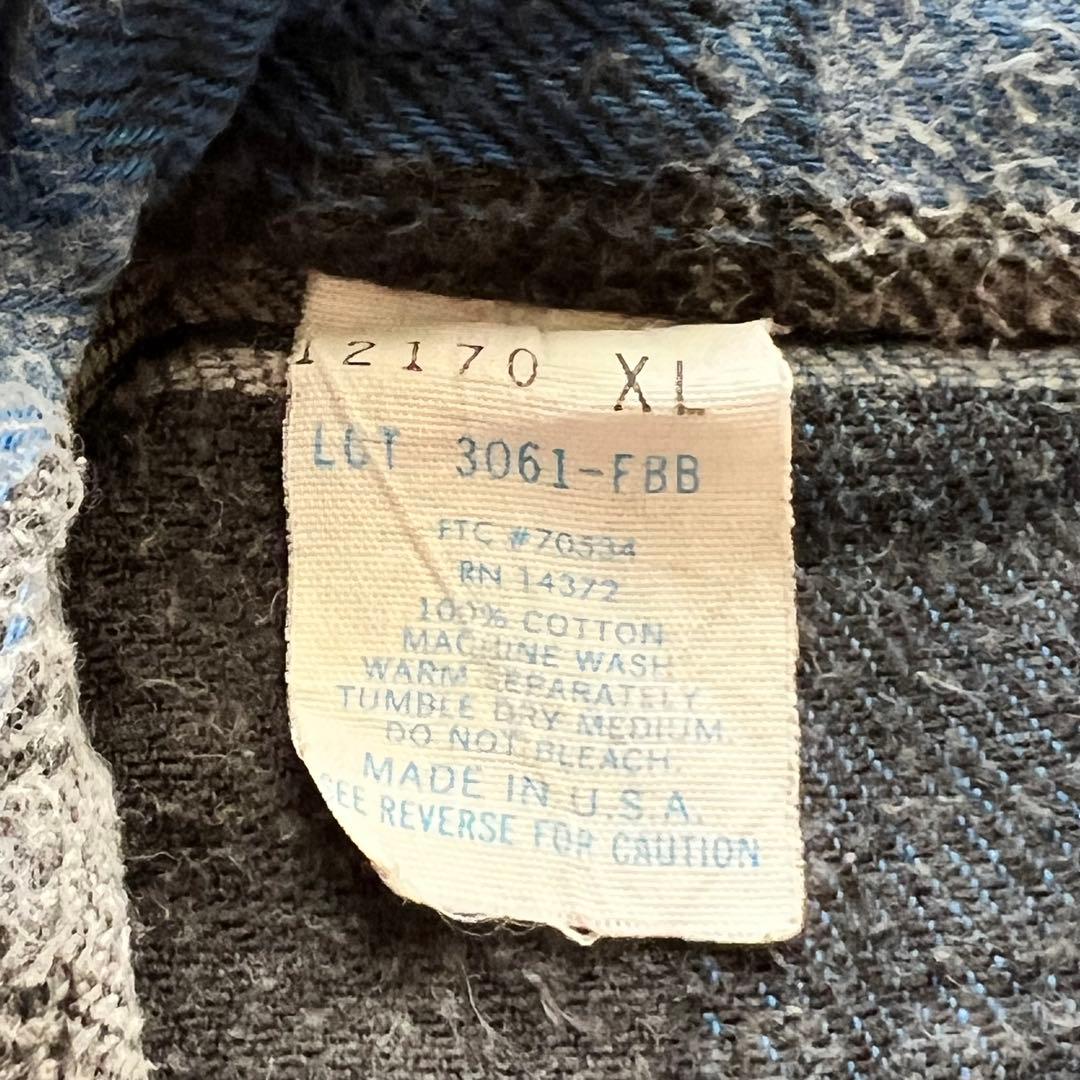 12170 XL
LOT 3061-FBB
FTC #70534
RN 14372
100% COTTON
MACHINE WASH
WARM SEPARATELY.
TUMBLE DRY MEDIUM.
DO NOT BLEACH.
MADE IN U.S.A.
SEE REVERSE FOR CAUTION